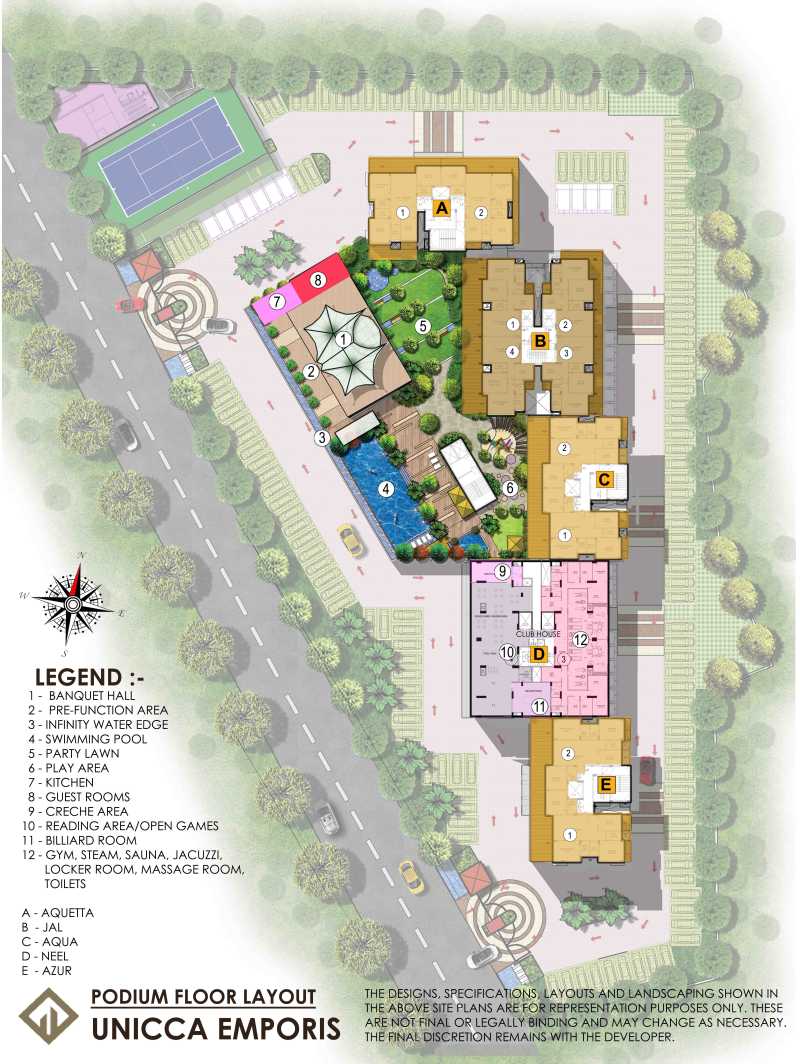 A
1
2
8
7
1
5
2
B
1
2
4
3
3
2
C
1
4
6
9
CLUB HOUSE
12
10
D
3
11
N
W
E
S
2
E
1
LEGEND :-
1 - BANQUET HALL
2 - PRE-FUNCTION AREA
3 - INFINITY WATER EDGE
4 - SWIMMING POOL
5 - PARTY LAWN
6 - PLAY AREA
7 - KITCHEN
8 - GUEST ROOMS
9 - CRECHE AREA
10 - READING AREA/OPEN GAMES
11 - BILLIARD ROOM
12 - GYM, STEAM, SAUNA, JACUZZI,
LOCKER ROOM, MASSAGE ROOM,
TOILETS
A - AQUETTA
B - JAL
C - AQUA
D - NEEL
E - AZUR
PODIUM FLOOR LAYOUT
UNICCA EMPORIS
THE DESIGNS, SPECIFICATIONS, LAYOUTS AND LANDSCAPING SHOWN IN
THE ABOVE SITE PLANS ARE FOR REPRESENTATION PURPOSES ONLY. THESE
ARE NOT FINAL OR LEGALLY BINDING AND MAY CHANGE AS NECESSARY.
THE FINAL DISCRETION REMAINS WITH THE DEVELOPER.